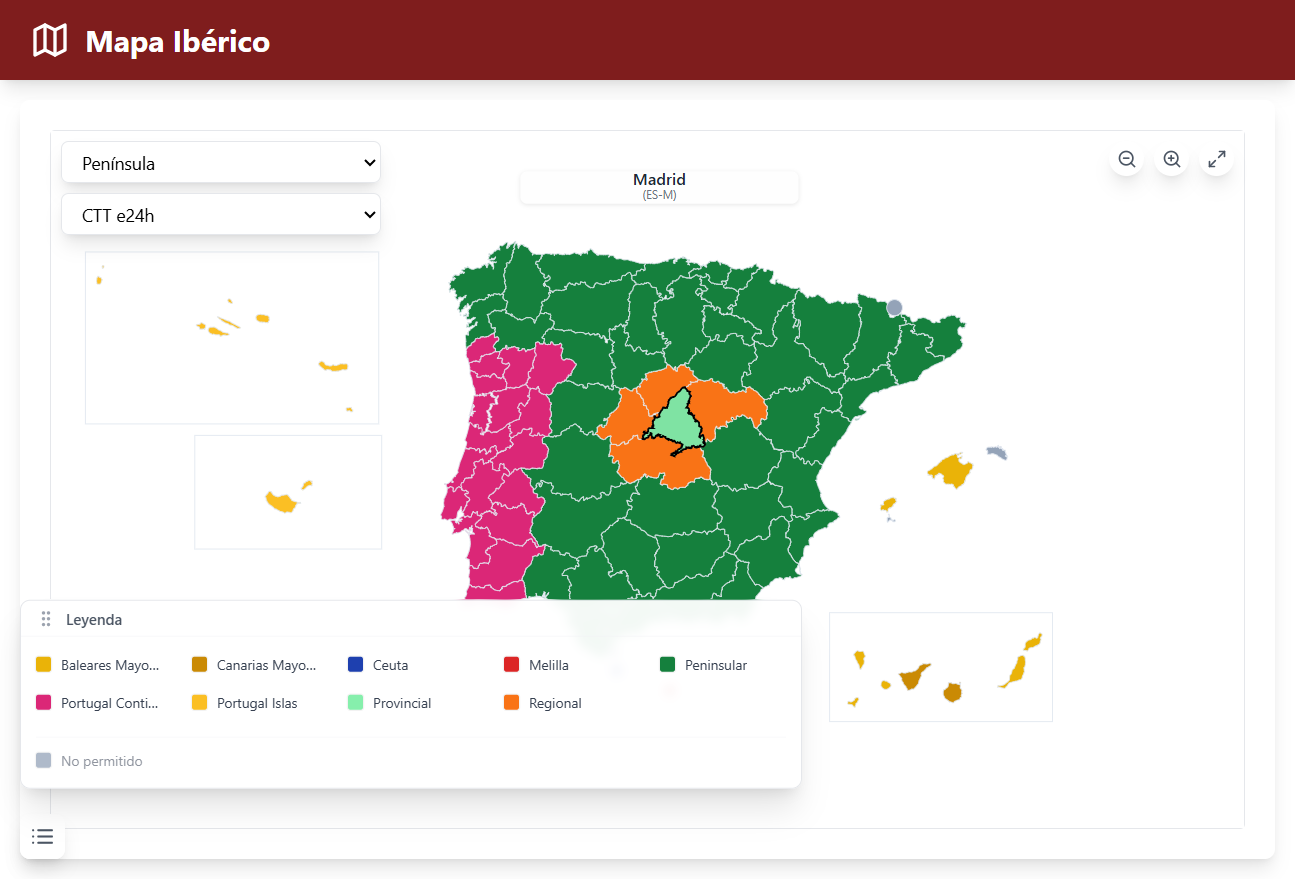 Mapa Ibérico
Península
CTT e24h
Madrid
(ES-M)
Leyenda
Baleares Mayo...
Canarias Mayo...
Ceuta
Melilla
Peninsular
Portugal Conti...
Portugal Islas
Provincial
Regional
No permitido